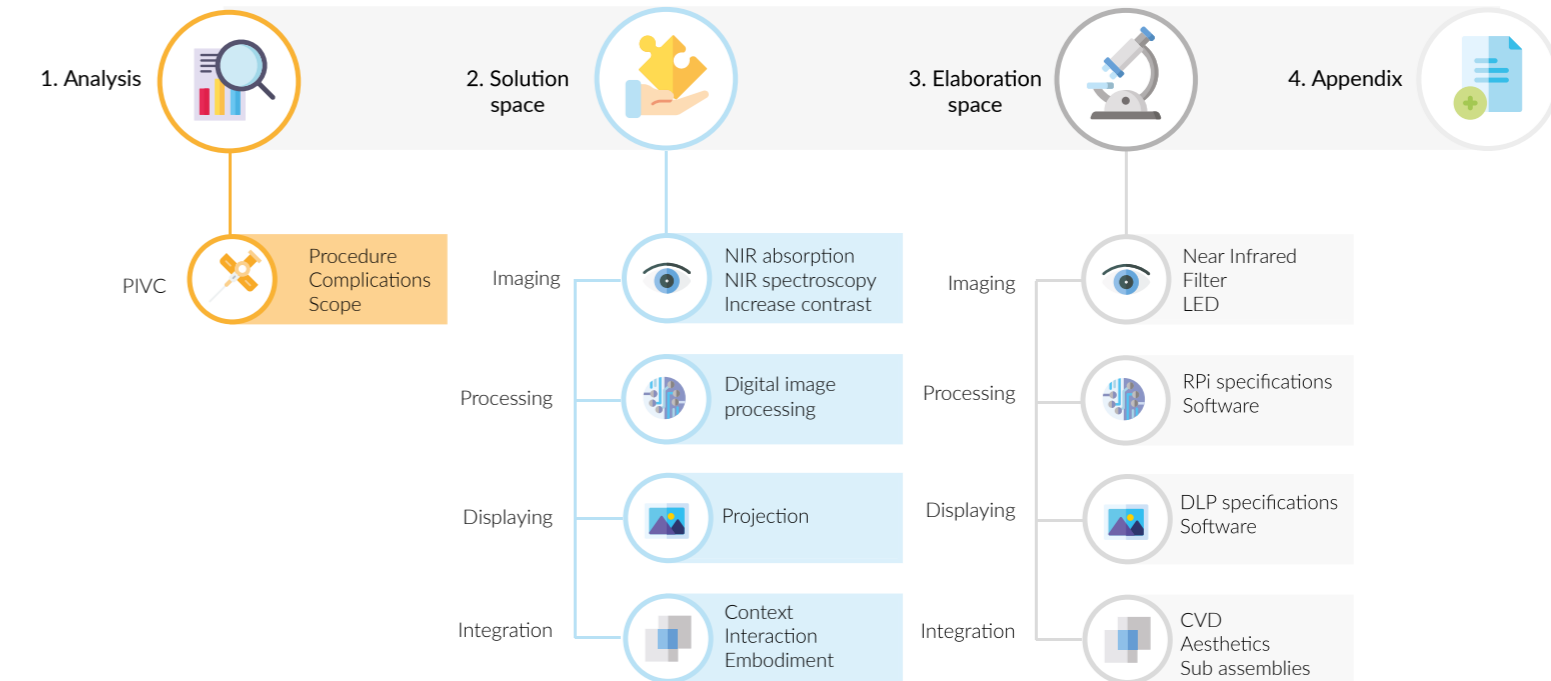 1. Analysis
2. Solution
space
3. Elaboration
space
4. Appendix
PIVC
Procedure
Complications
Scope
Imaging
NIR absorption
NIR spectroscopy
Increase contrast
Processing
Digital image
processing
Displaying
Projection
Integration
Context
Interaction
Embodiment
Imaging
Near Infrared
Filter
LED
Processing
RPi specifications
Software
Displaying
DLP specifications
Software
Integration
CVD
Aesthetics
Sub assemblies